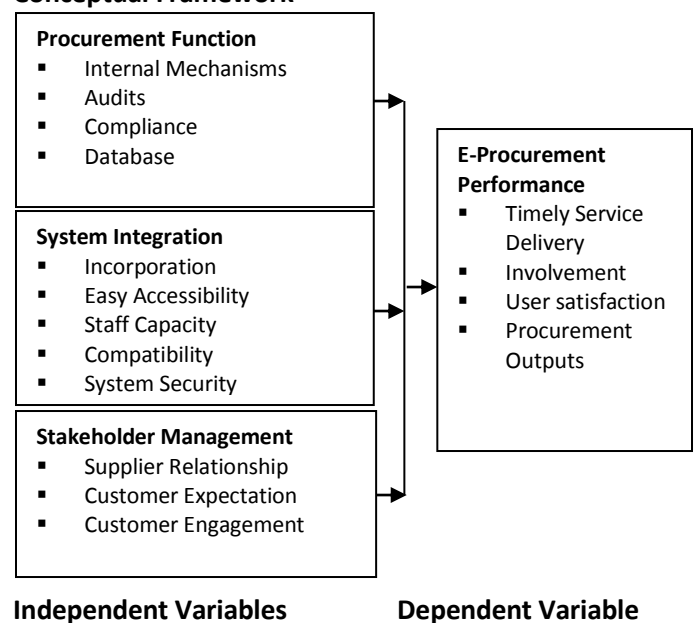 Conceptual Framework
Procurement Function
▪ Internal Mechanisms
▪ Audits
▪ Compliance
▪ Database
System Integration
▪ Incorporation
▪ Easy Accessibility
▪ Staff Capacity
▪ Compatibility
▪ System Security
Stakeholder Management
▪ Supplier Relationship
▪ Customer Expectation
▪ Customer Engagement
E-Procurement
Performance
▪ Timely Service
Delivery
▪ Involvement
▪ User satisfaction
▪ Procurement
Outputs
Independent Variables
Dependent Variable